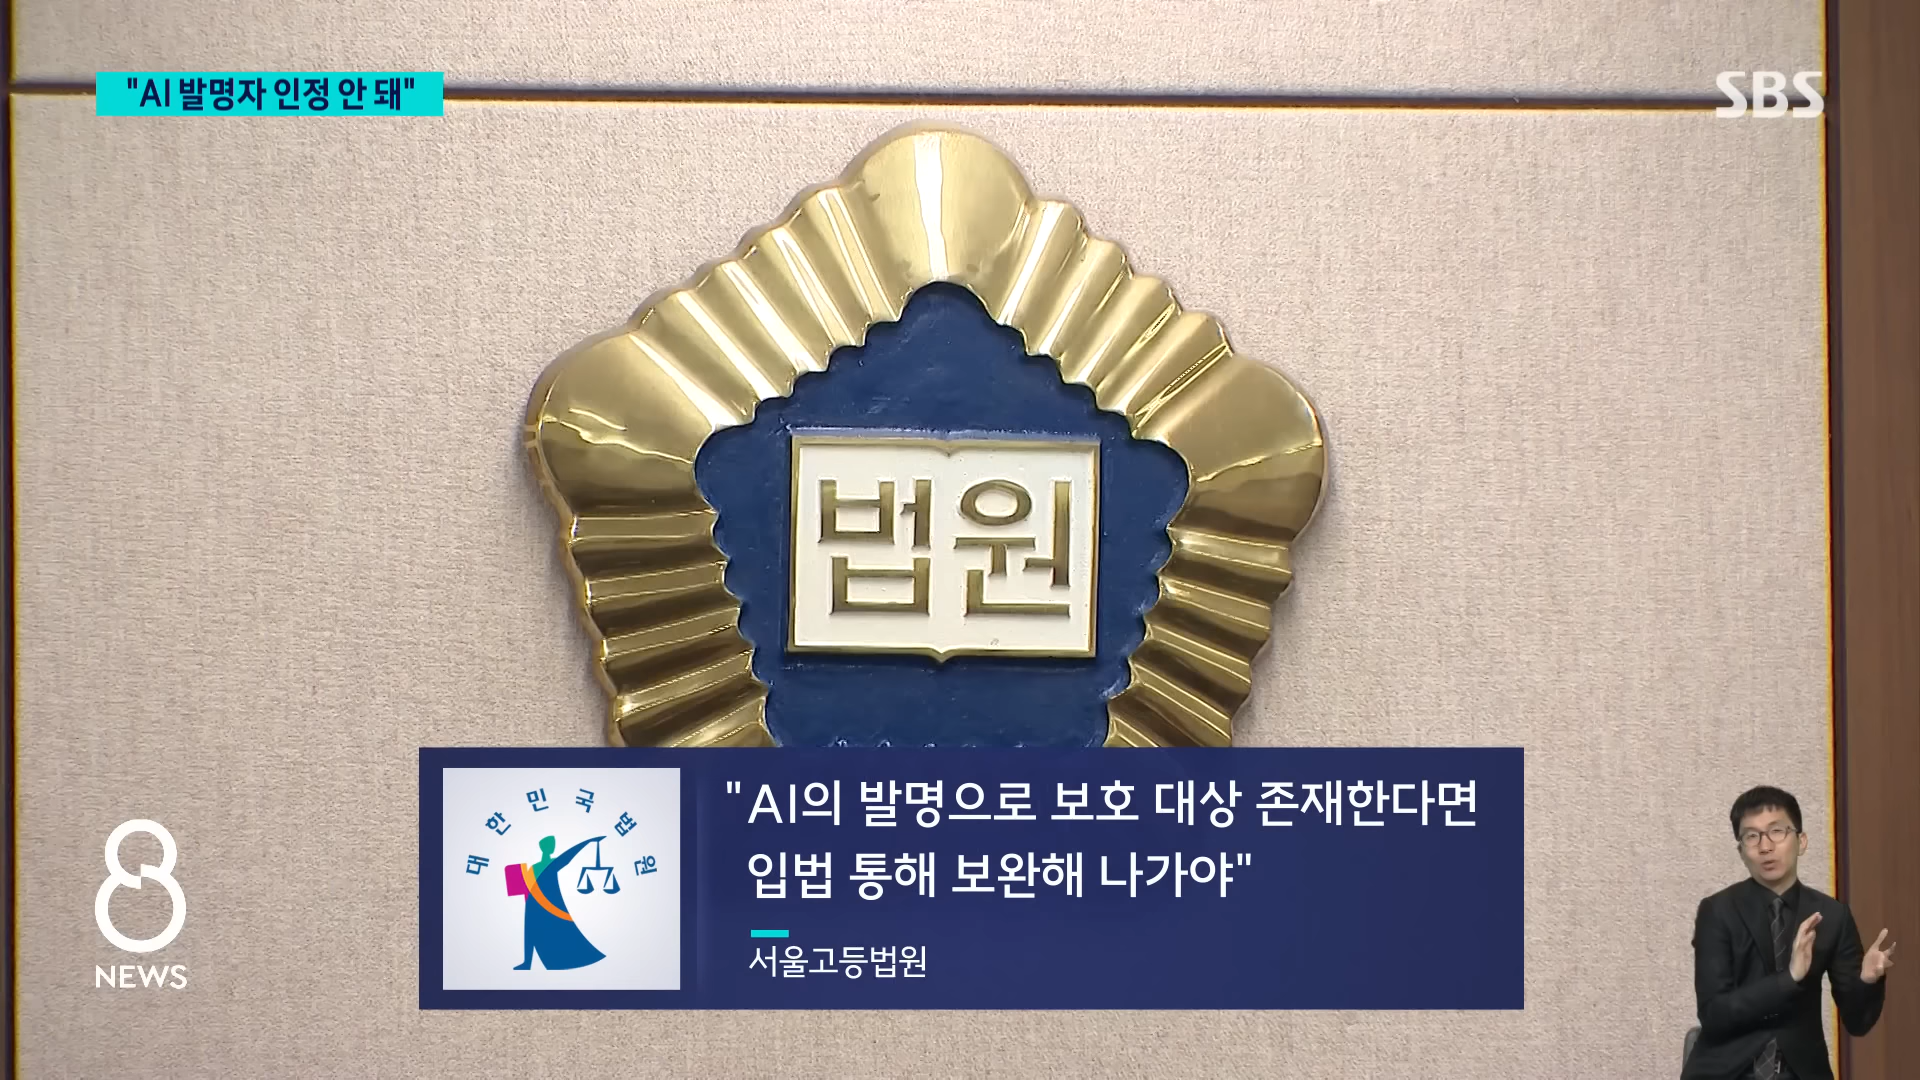 "AI 발명자 인정 안 돼"
SBS
법원
대한민국법원
"AI의 발명으로 보호 대상 존재한다면
입법 통해 보완해 나가야"
서울고등법원
8
NEWS